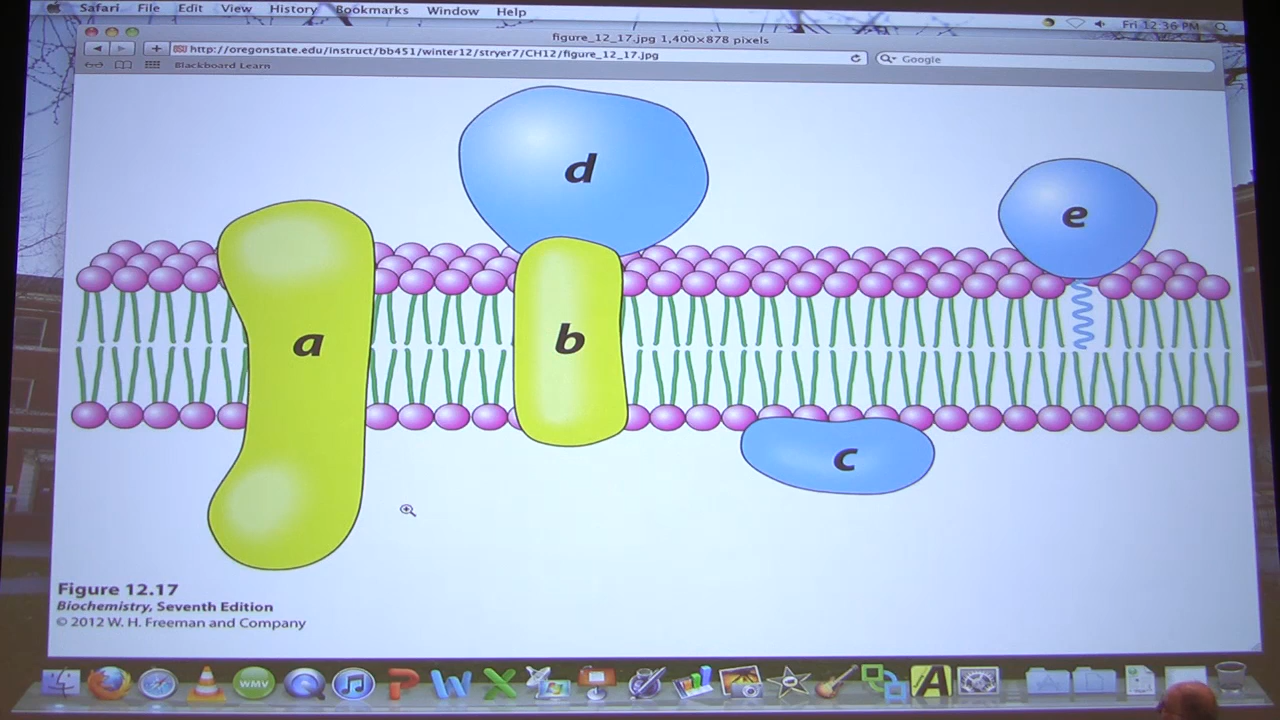 Safari File Edit View History Bookmarks Window Help
Fri 12:36 PM
figure_12_17.jpg 1,400×878 pixels
http://oregonstate.edu/instruct/bb451/winter12/stryer7/CH12/figure_12_17.jpg
Google
Blackboard Learn
d
e
a
b
c
Figure 12.17
Biochemistry, Seventh Edition
© 2012 W. H. Freeman and Company
WMV